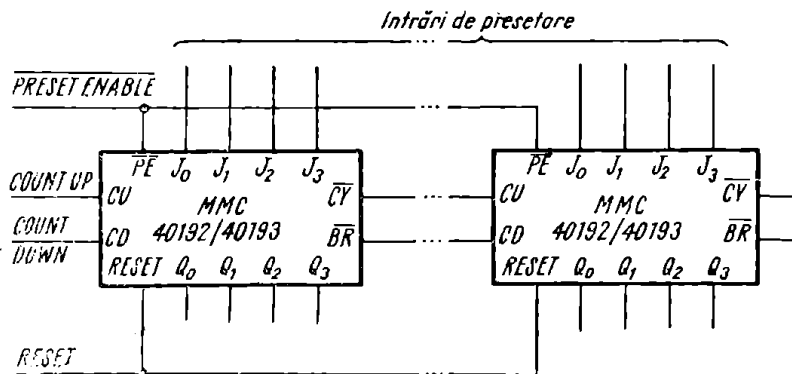 Intrări de presetare
PRESET ENABLE
PE J0 J1 J2 J3
COUNT UP
CU
MMC
CY
COUNT
DOWN
CD
40192/40193
BR
RESET Q0 Q1 Q2 Q3
PE J0 J1 J2 J3
CU
MMC
CY
CD
40192/40193
BR
RESET Q0 Q1 Q2 Q3
RESET